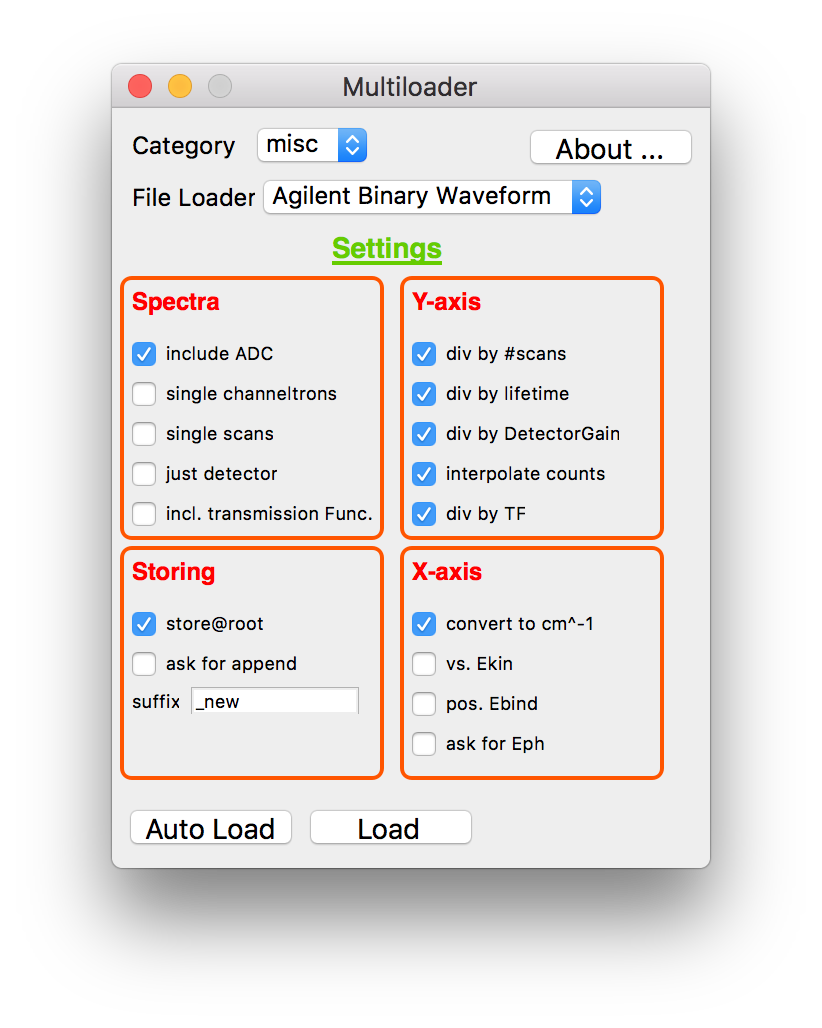 Multiloader
Category misc About ...
File Loader Agilent Binary Waveform
Settings
Spectra
include ADC
single channeltrons
single scans
just detector
incl. transmission Func.
Y-axis
div by #scans
div by lifetime
div by DetectorGain
interpolate counts
div by TF
Storing
store@root
ask for append
suffix _new
X-axis
convert to cm^-1
vs. Ekin
pos. Ebind
ask for Eph
Auto Load Load